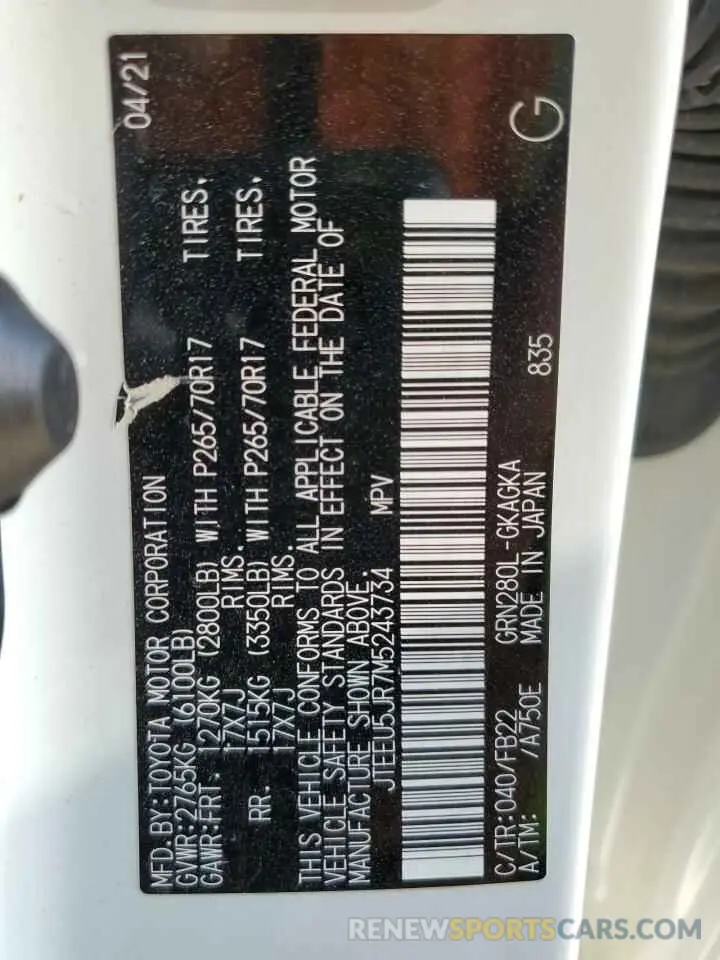 MFD. BY:TOYOTA MOTOR CORPORATION 04/21
GVWR:2765KG (6100LB)
GAWR:FRT. 1270KG (2800LB) WITH P265/70R17 TIRES,
17X7J RIMS.
RR. 1515KG (3350LB) WITH P265/70R17 TIRES,
17X7J RIMS.
THIS VEHICLE CONFORMS TO ALL APPLICABLE FEDERAL MOTOR
VEHICLE SAFETY STANDARDS IN EFFECT ON THE DATE OF
MANUFACTURE SHOWN ABOVE.
JTEEU5JR7M5243734 MPV
C/TR:040/FB22 GRN280L-GKAGKA 835 G
A/TM: /A750E MADE IN JAPAN
RENEWSPORTSCARS.COM